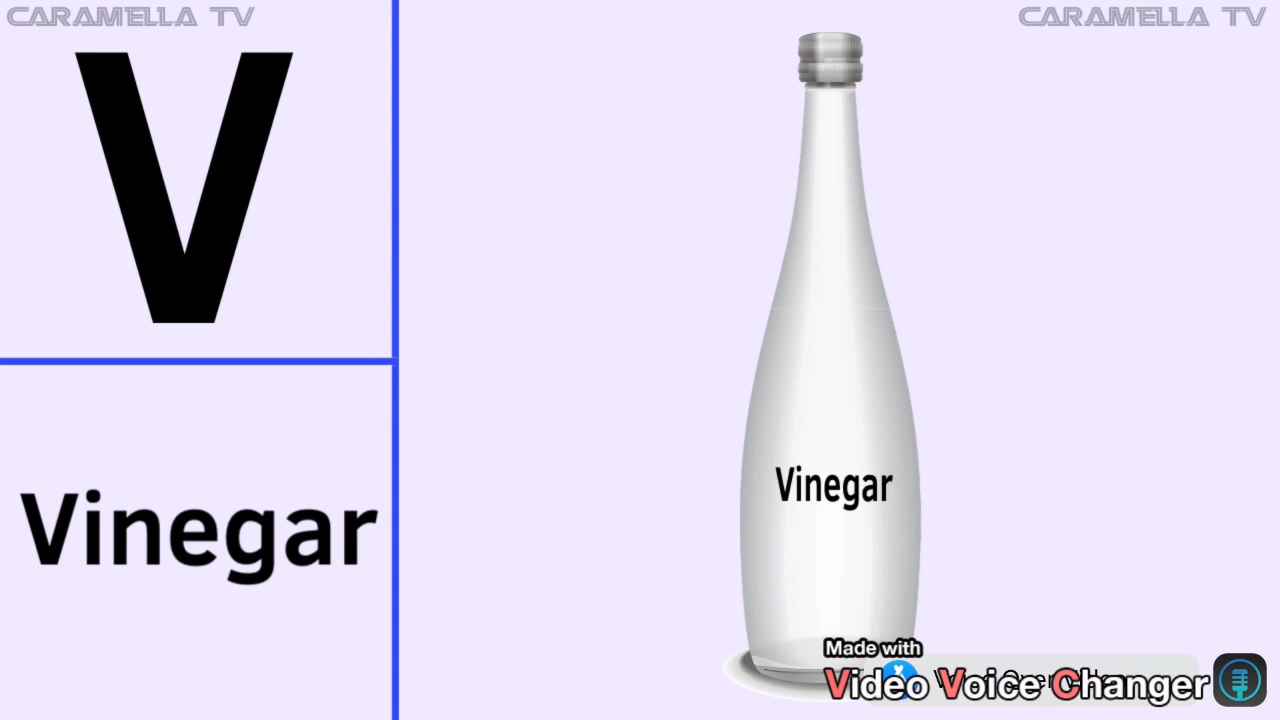 CARAMELLA TV
CARAMELLA TV
V
Vinegar
Vinegar
Made with
Video Voice Changer